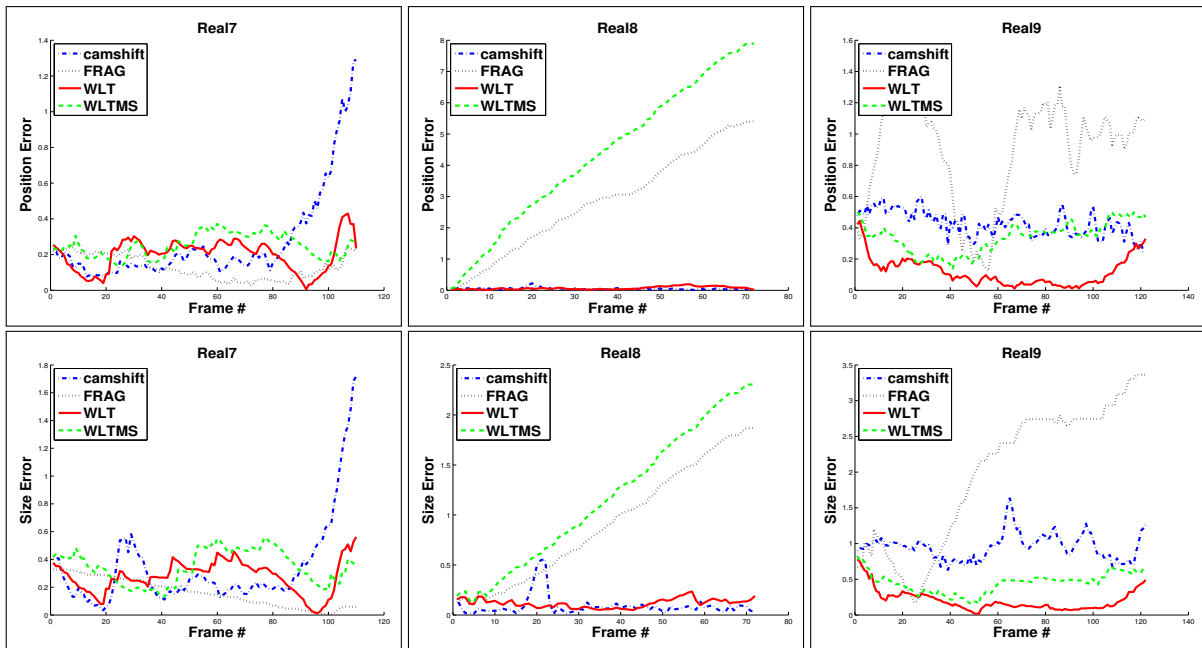 Real7
camshift
FRAG
WLT
WLTMS
Position Error
1.4
1.2
1
0.8
0.6
0.4
0.2
0
0 20 40 60 80 100 120
Frame #
Real8
camshift
FRAG
WLT
WLTMS
Position Error
8
7
6
5
4
3
2
1
0
0 10 20 30 40 50 60 70 80
Frame #
Real9
camshift
FRAG
WLT
WLTMS
Position Error
1.6
1.4
1.2
1
0.8
0.6
0.4
0.2
0
0 20 40 60 80 100 120 140
Frame #
Real7
camshift
FRAG
WLT
WLTMS
Size Error
1.8
1.6
1.4
1.2
1
0.8
0.6
0.4
0.2
0
0 20 40 60 80 100 120
Frame #
Real8
camshift
FRAG
WLT
WLTMS
Size Error
2.5
2
1.5
1
0.5
0
0 10 20 30 40 50 60 70 80
Frame #
Real9
camshift
FRAG
WLT
WLTMS
Size Error
3.5
3
2.5
2
1.5
1
0.5
0
0 20 40 60 80 100 120 140
Frame #